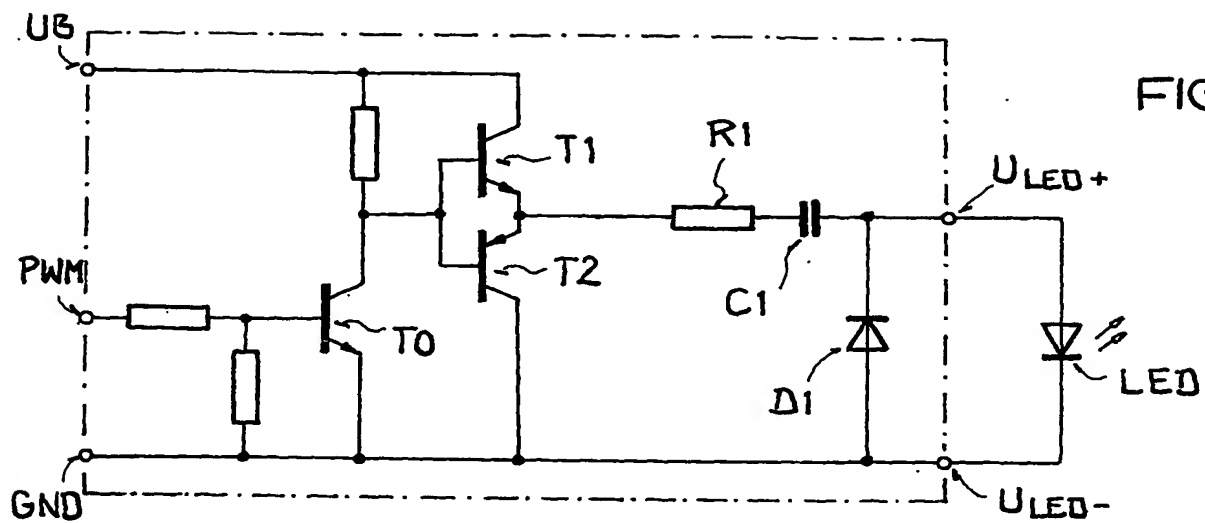 UB
FIG
R1
T1
ULED+
PWM
T2
C1
T0
D1
LED
GND
ULED-